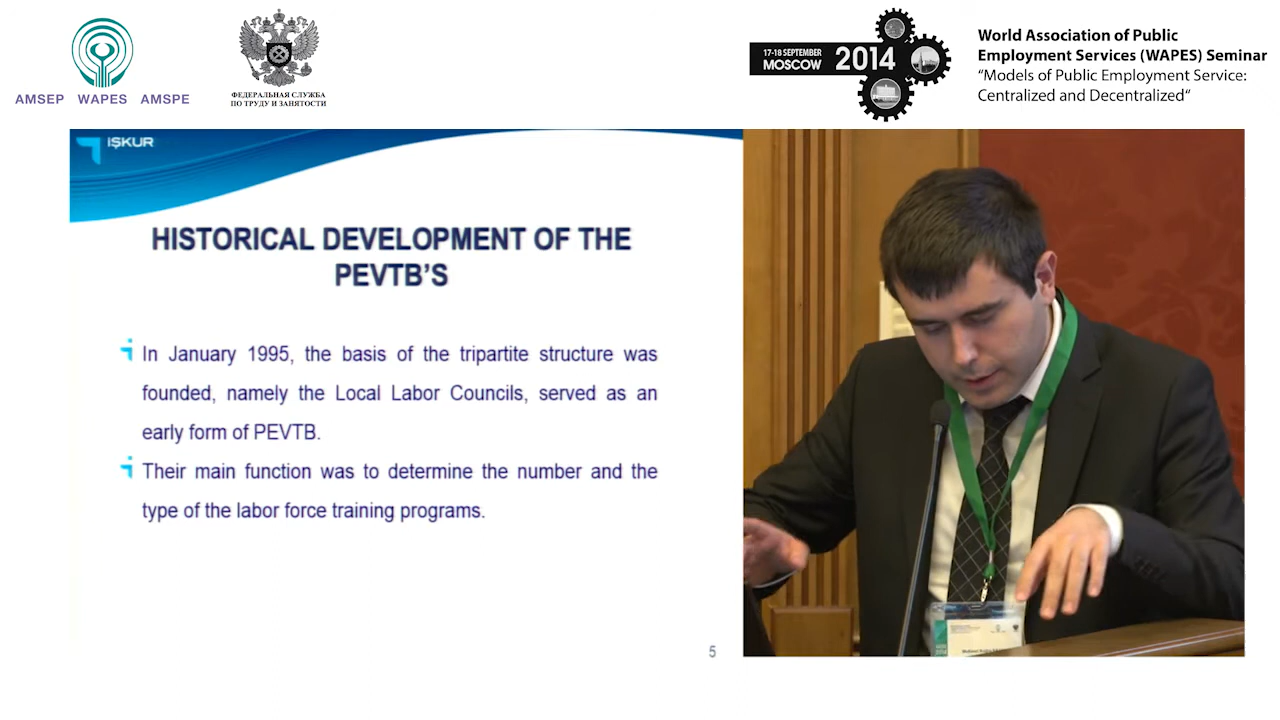 AMSEP WAPES AMSPE
ФЕДЕРАЛЬНАЯ СЛУЖБА
ПО ТРУДУ И ЗАНЯТОСТИ
17-18 SEPTEMBER
MOSCOW 2014
World Association of Public
Employment Services (WAPES) Seminar
“Models of Public Employment Service:
Centralized and Decentralized“
İŞKUR
HISTORICAL DEVELOPMENT OF THE
PEVTB’S
In January 1995, the basis of the tripartite structure was
founded, namely the Local Labor Councils, served as an
early form of PEVTB.
Their main function was to determine the number and the
type of the labor force training programs.
5